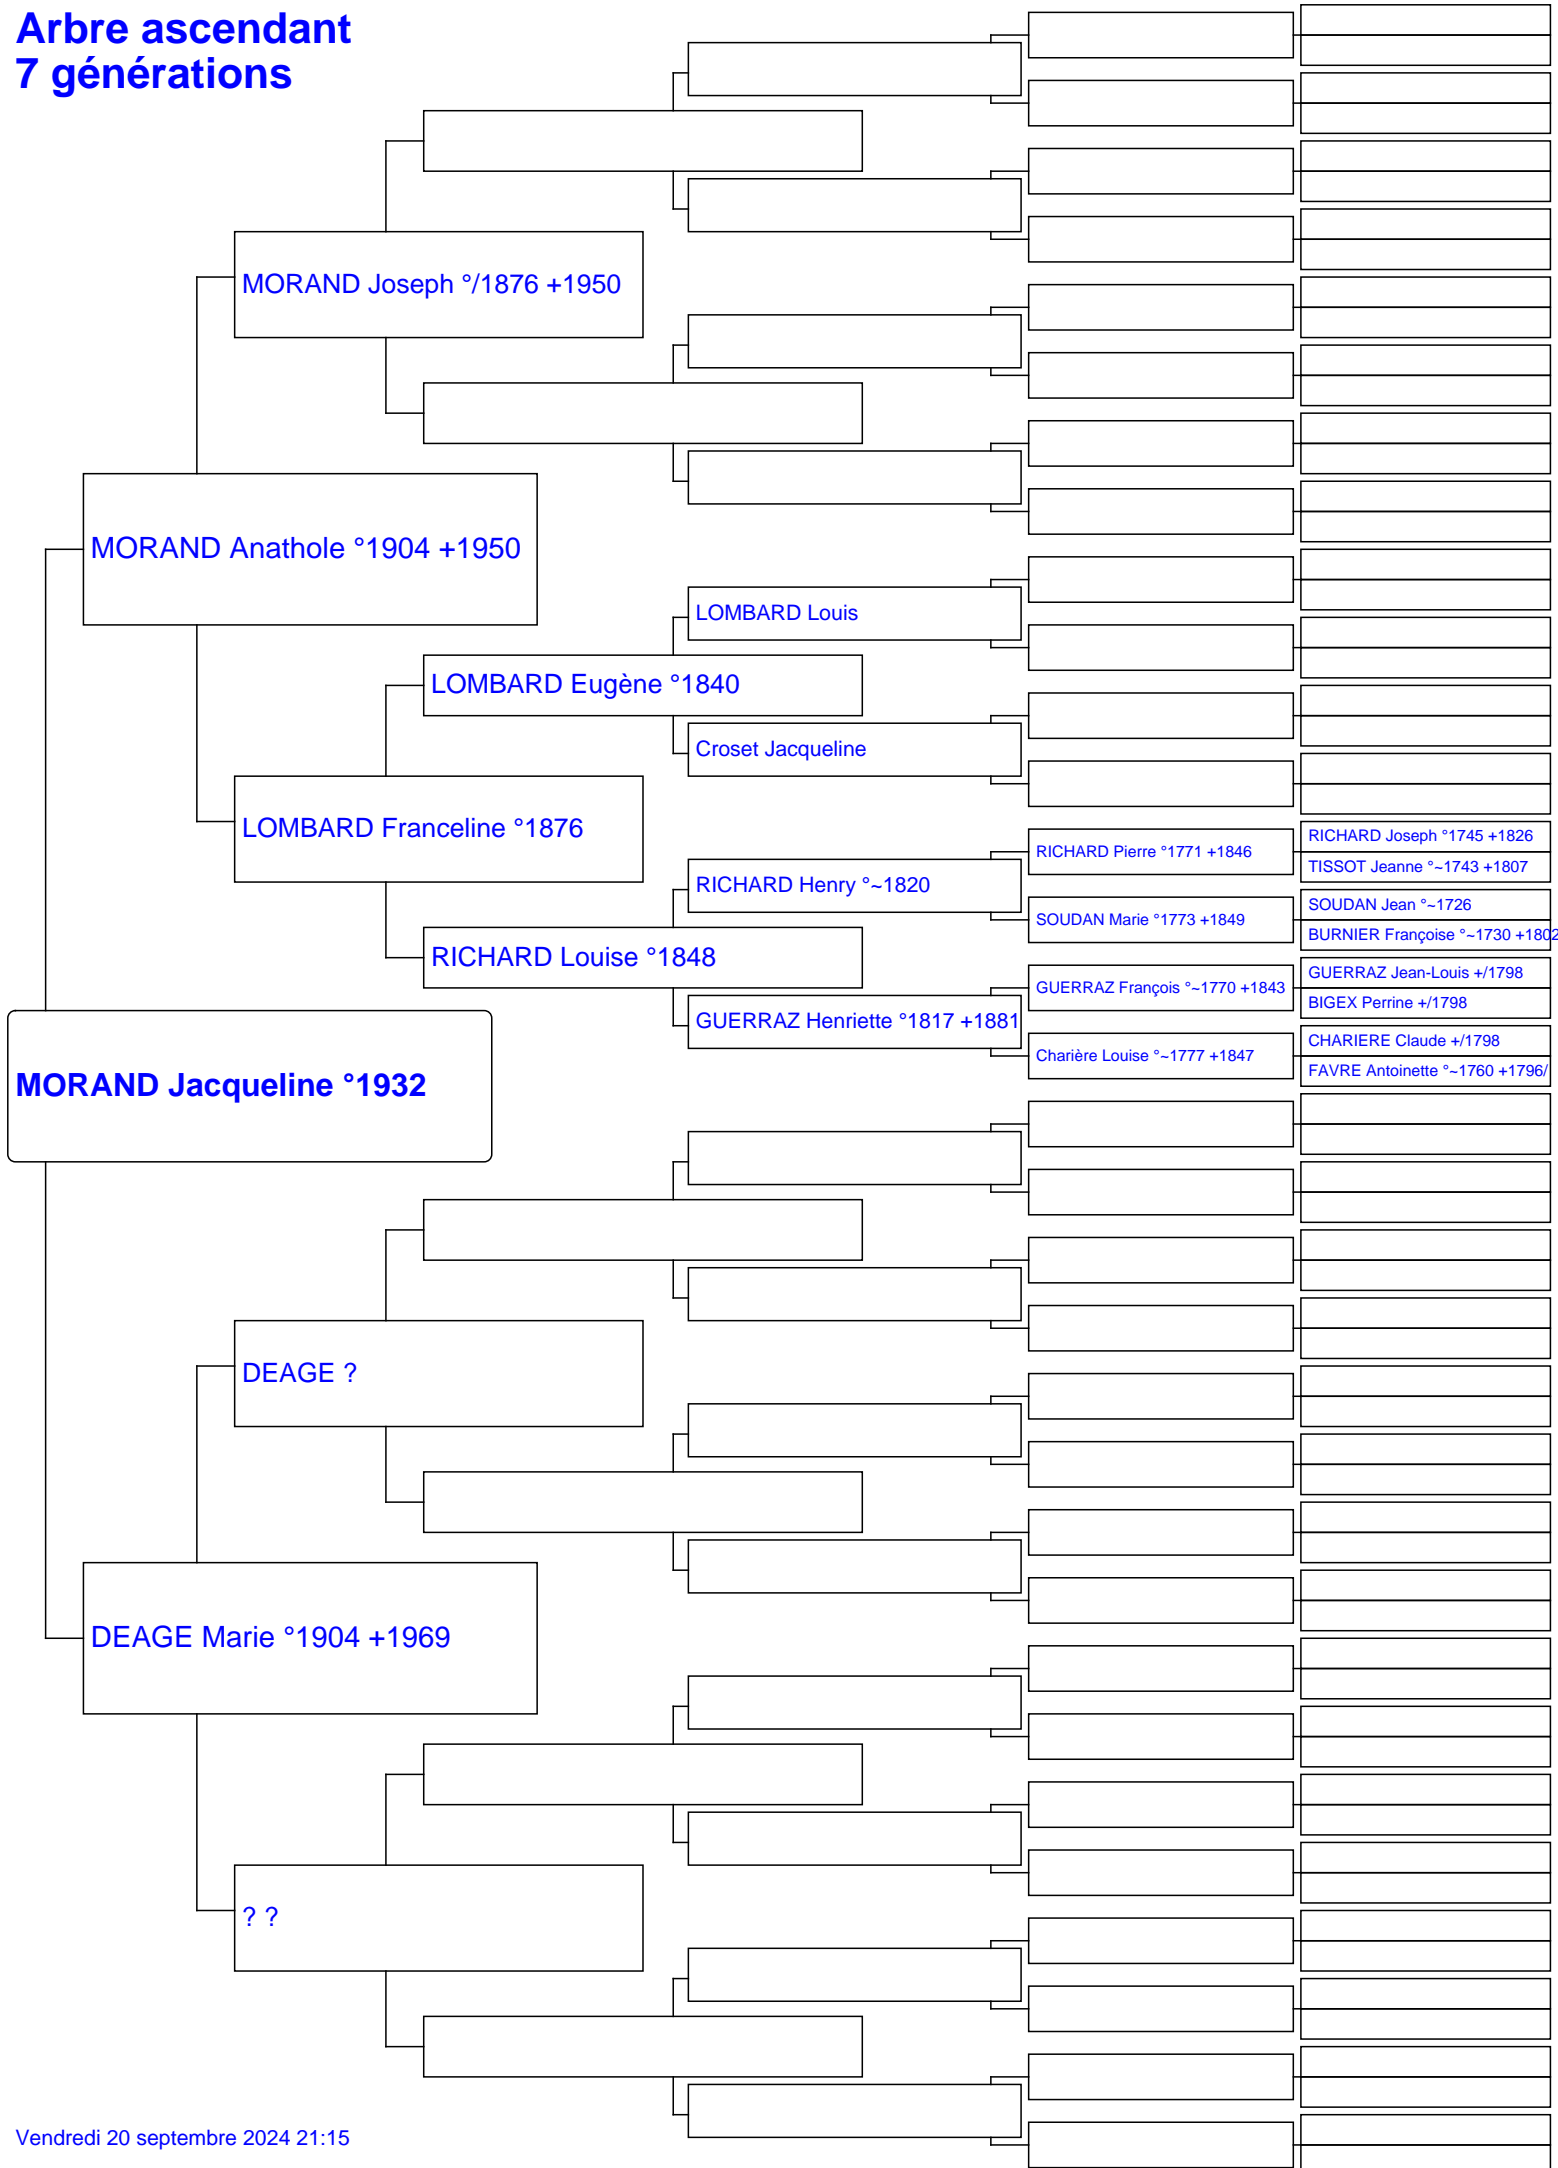 Arbre ascendant
7 générations
MORAND Joseph °/1876 +1950
MORAND Anathole °1904 +1950
LOMBARD Louis
LOMBARD Eugène °1840
Croset Jacqueline
LOMBARD Franceline °1876
RICHARD Joseph °1745 +1826
RICHARD Pierre °1771 +1846
TISSOT Jeanne °~1743 +1807
RICHARD Henry °~1820
SOUDAN Jean °~1726
SOUDAN Marie °1773 +1849
BURNIER Françoise °~1730 +1802
RICHARD Louise °1848
GUERRAZ Jean-Louis +/1798
GUERRAZ François °~1770 +1843
BIGEX Perrine +/1798
GUERRAZ Henriette °1817 +1881
CHARIERE Claude +/1798
Charière Louise °~1777 +1847
FAVRE Antoinette °~1760 +1796/
MORAND Jacqueline °1932
DEAGE ?
DEAGE Marie °1904 +1969
? ?
Vendredi 20 septembre 2024 21:15